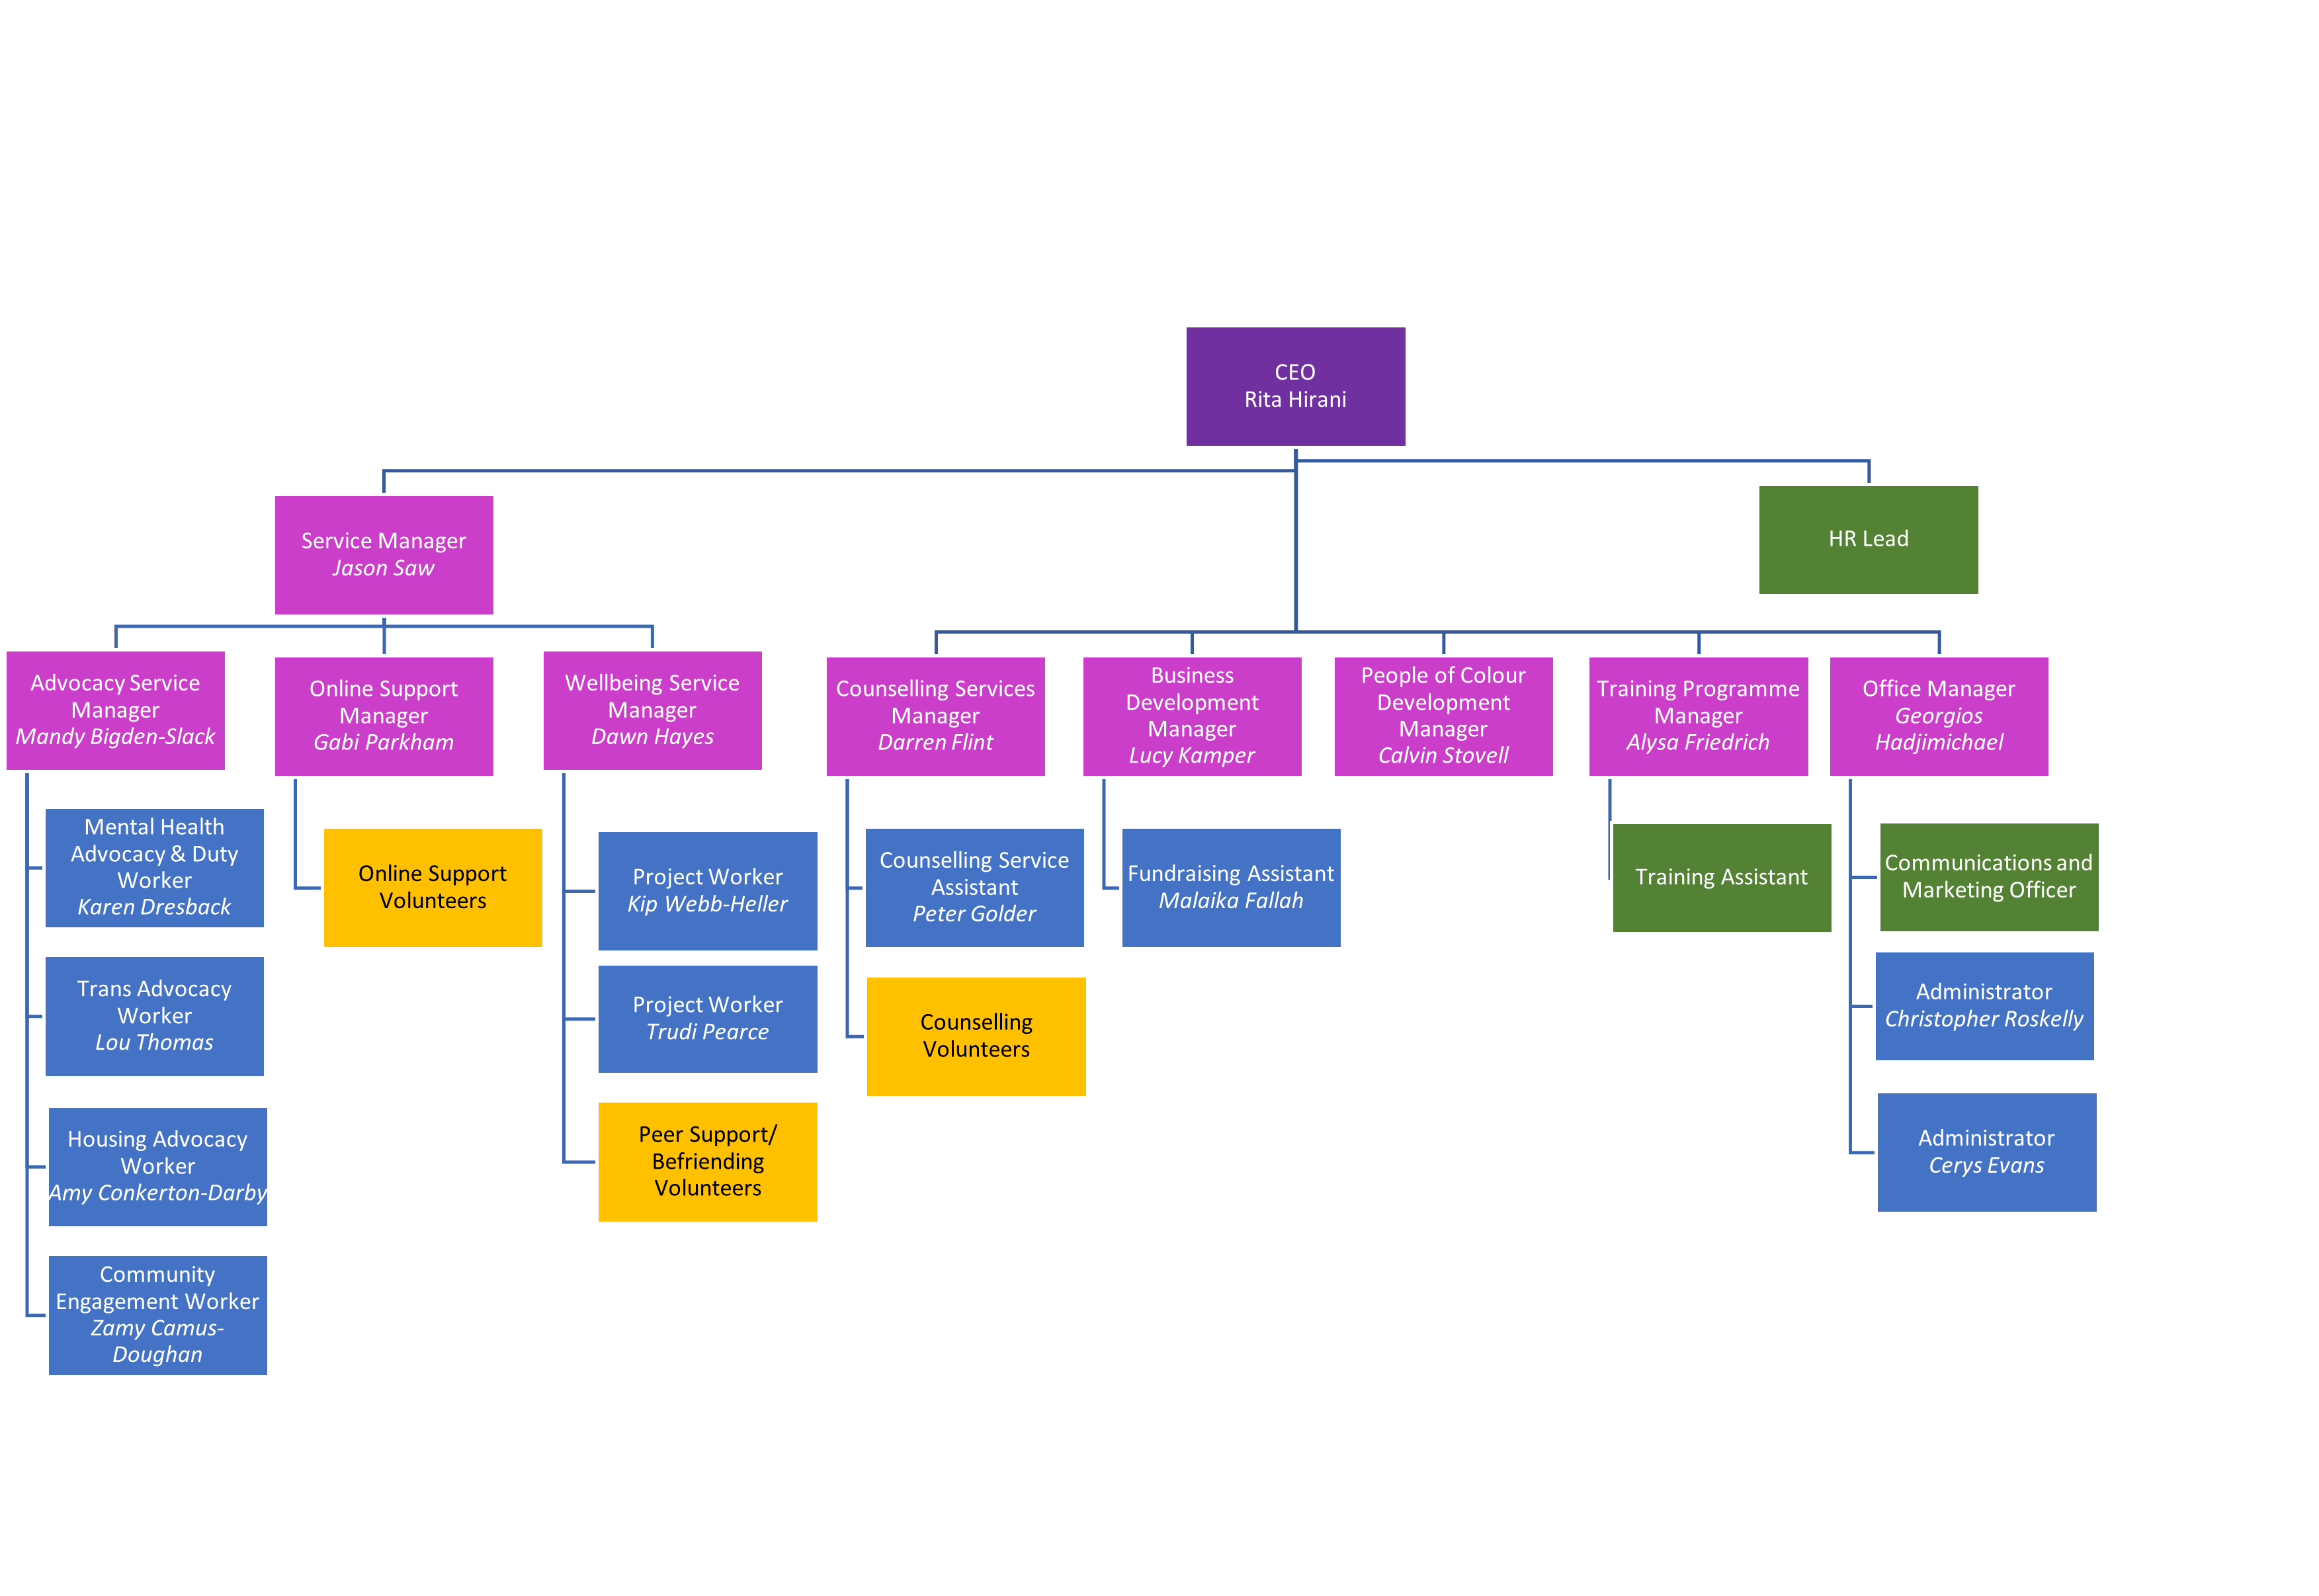 CEO
Rita Hirani
Service Manager
Jason Saw
HR Lead
Advocacy Service
Manager
Mandy Bigden-Slack
Online Support
Manager
Gabi Parkham
Wellbeing Service
Manager
Dawn Hayes
Counselling Services
Manager
Darren Flint
Business
Development
Manager
Lucy Kamper
People of Colour
Development
Manager
Calvin Stovell
Training Programme
Manager
Alysa Friedrich
Office Manager
Georgios
Hadjimichael
Mental Health
Advocacy & Duty
Worker
Karen Dresback
Trans Advocacy
Worker
Lou Thomas
Housing Advocacy
Worker
Amy Conkerton-Darby
Community
Engagement Worker
Zamy Camus-
Doughan
Online Support
Volunteers
Project Worker
Kip Webb-Heller
Project Worker
Trudi Pearce
Peer Support/
Befriending
Volunteers
Counselling Service
Assistant
Peter Golder
Counselling
Volunteers
Fundraising Assistant
Malaika Fallah
Training Assistant
Communications and
Marketing Officer
Administrator
Christopher Roskelly
Administrator
Cerys Evans